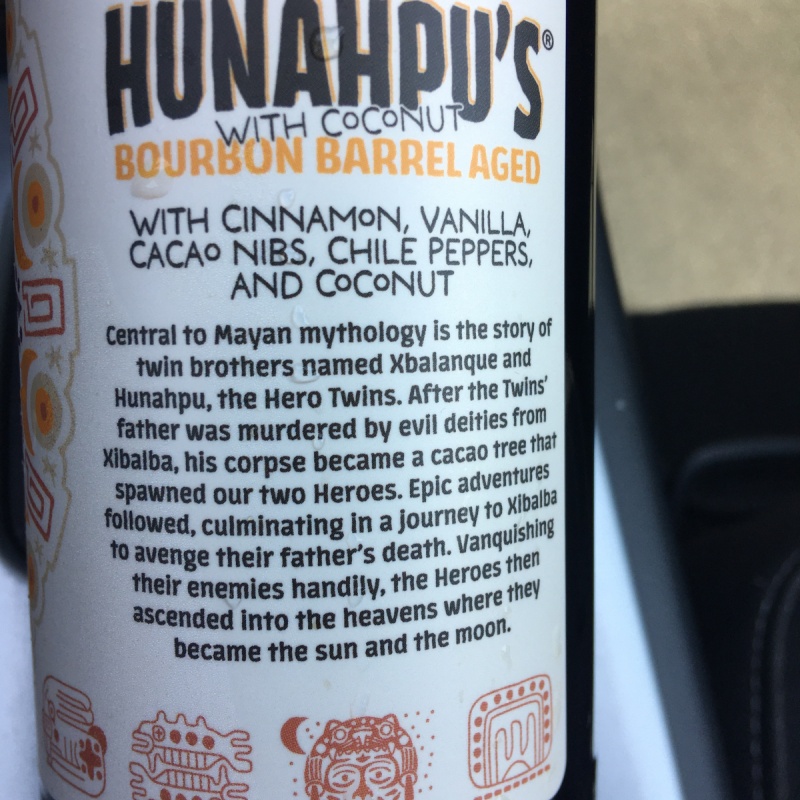 HUNAHPU'S®
WITH COCONUT
BOURBON BARREL AGED
WITH CINNAMON, VANILLA,
CACAO NIBS, CHILE PEPPERS,
AND COCONUT
Central to Mayan mythology is the story of
twin brothers named Xbalanque and
Hunahpu, the Hero Twins. After the Twins'
father was murdered by evil deities from
Xibalba, his corpse became a cacao tree that
spawned our two Heroes. Epic adventures
followed, culminating in a journey to Xibalba
to avenge their father's death. Vanquishing
their enemies handily, the Heroes then
ascended into the heavens where they
became the sun and the moon.